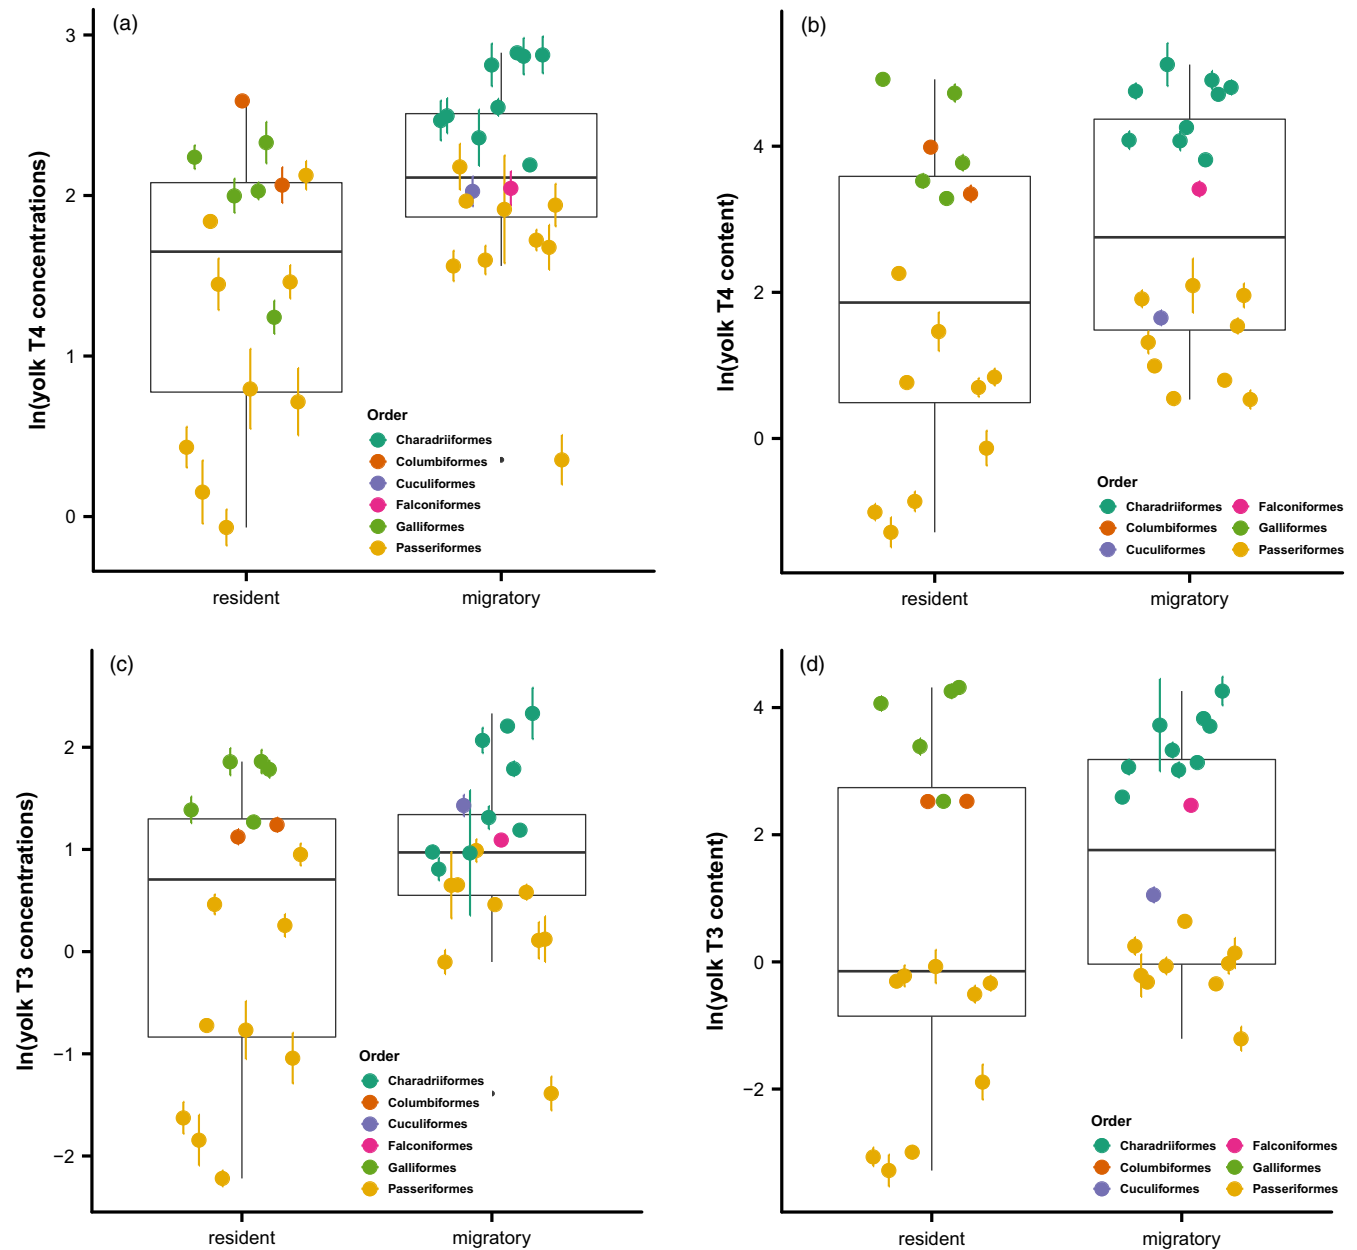 (a)
ln(yolk T4 concentrations)
3
2
1
0
Order
Charadriiformes
Columbiformes
Cuculiformes
Falconiformes
Galliformes
Passeriformes
resident migratory
(b)
ln(yolk T4 content)
4
2
0
Order
Charadriiformes Falconiformes
Columbiformes Galliformes
Cuculiformes Passeriformes
resident migratory
(c)
ln(yolk T3 concentrations)
2
1
0
−1
−2
Order
Charadriiformes
Columbiformes
Cuculiformes
Falconiformes
Galliformes
Passeriformes
resident migratory
(d)
ln(yolk T3 content)
4
2
0
−2
Order
Charadriiformes Falconiformes
Columbiformes Galliformes
Cuculiformes Passeriformes
resident migratory